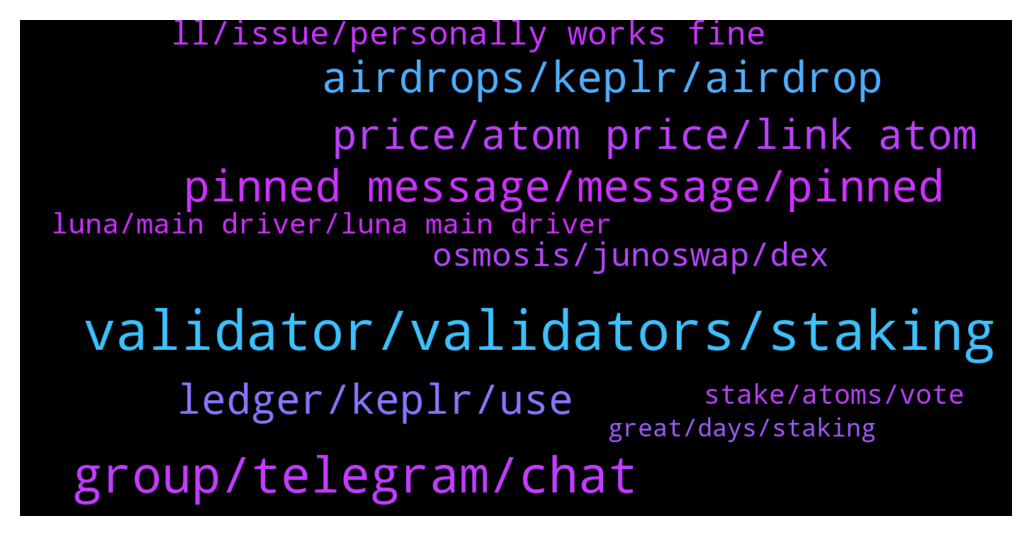 ll/issue/personally works fine
airdrops/keplr/airdrop
price/atom price/link atom
pinned message/message/pinned
luna/main driver/luna main driver
osmosis/junoswap/dex
validator/validators/staking
ledger/keplr/use
stake/atoms/vote
great/days/staking
group/telegram/chat